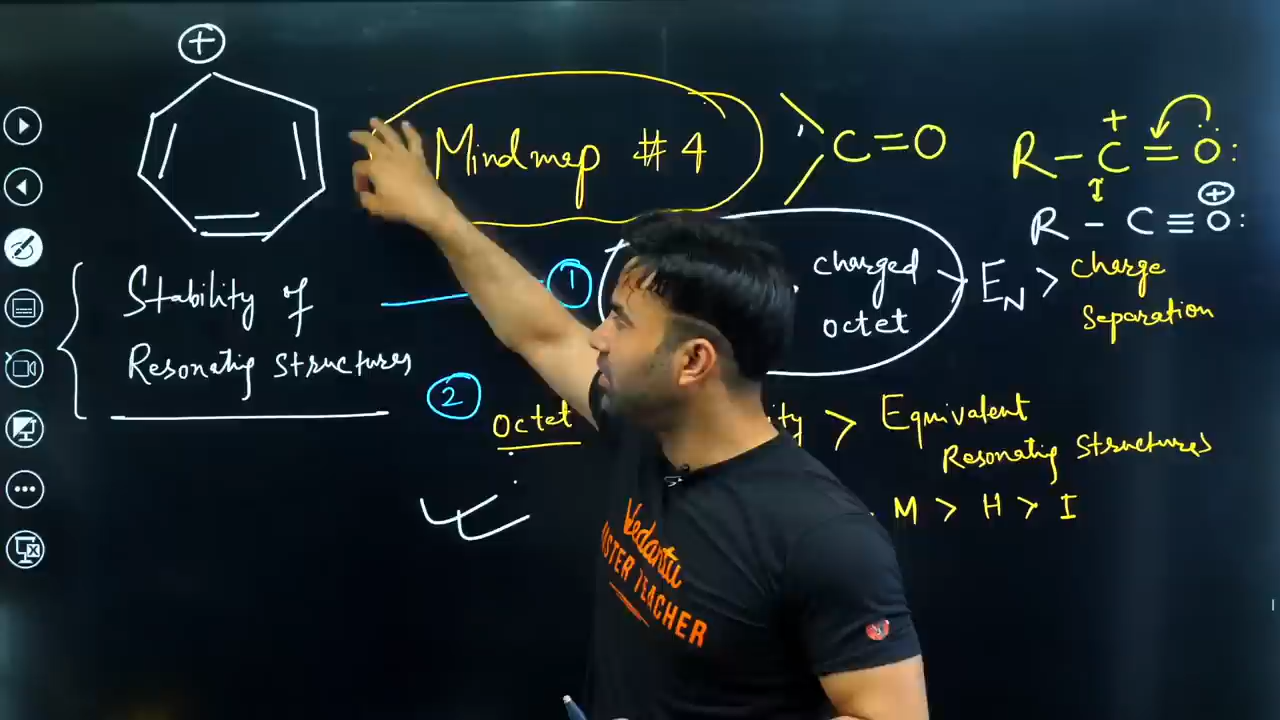 +
Mindmap # 4
C=O
+
R-C=O:
+
R-C≡O:
Stability of
Resonating structures
1
charged
octet
EN > charge
separation
2
Octet
> Equivalent
Resonating structures
M > H > I
Vedantu
MASTER TEACHER